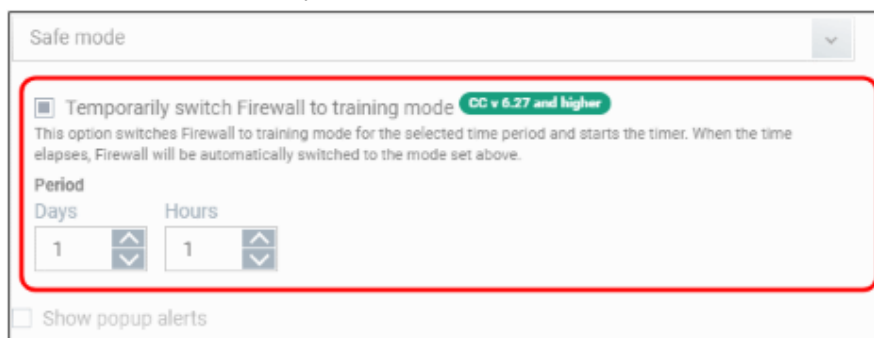 Safe mode
Temporarily switch Firewall to training mode CC v 6.27 and higher
This option switches Firewall to training mode for the selected time period and starts the timer. When the time
elapses, Firewall will be automatically switched to the mode set above.
Period
Days Hours
1 1
Show popup alerts